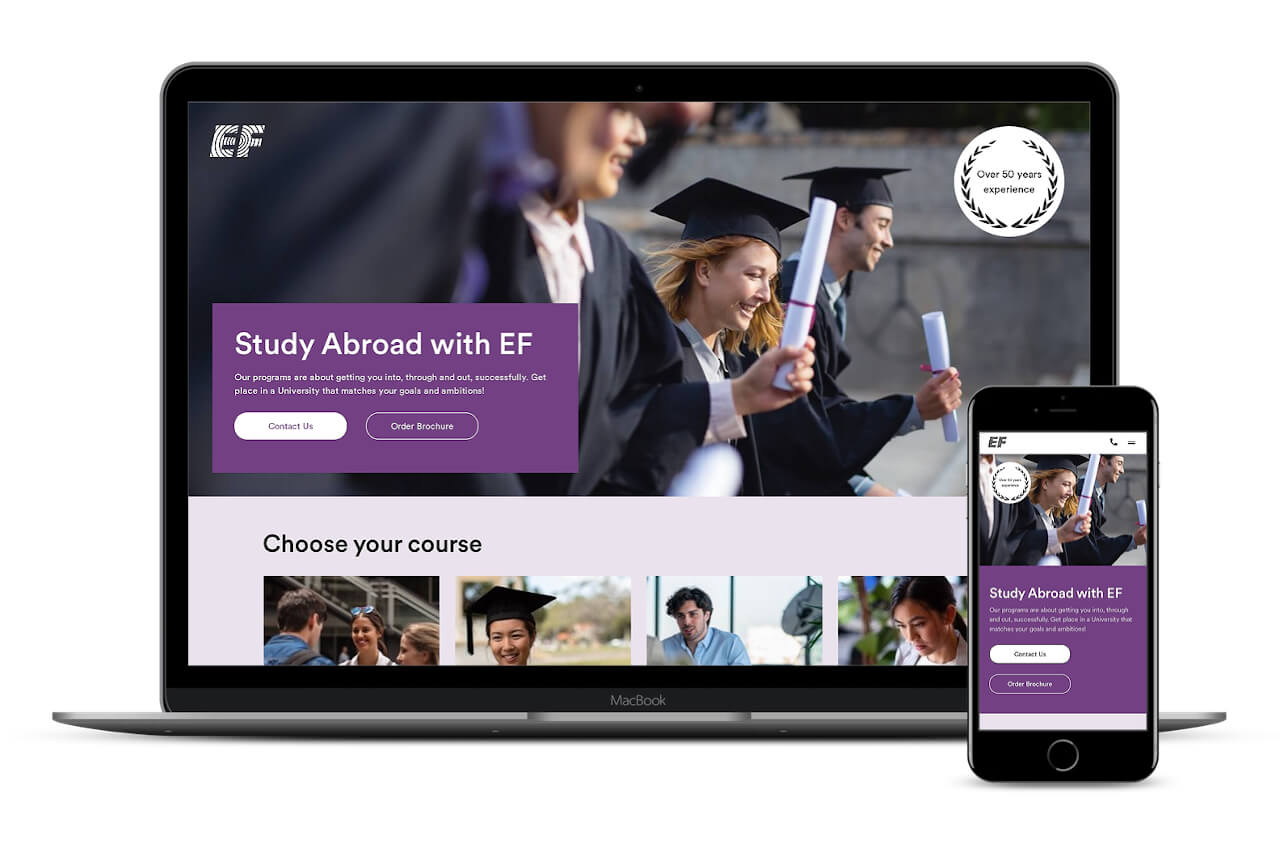 EF
Over 50 years
experience
Study Abroad with EF
Our programs are about getting you into, through and out, successfully. Get
place in a University that matches your goals and ambitions!
Contact Us
Order Brochure
Choose your course
MacBook
EF
Over 50 years
experience
Study Abroad with EF
Our programs are about getting you into, through
and out, successfully. Get place in a University that
matches your goals and ambitions!
Contact Us
Order Brochure